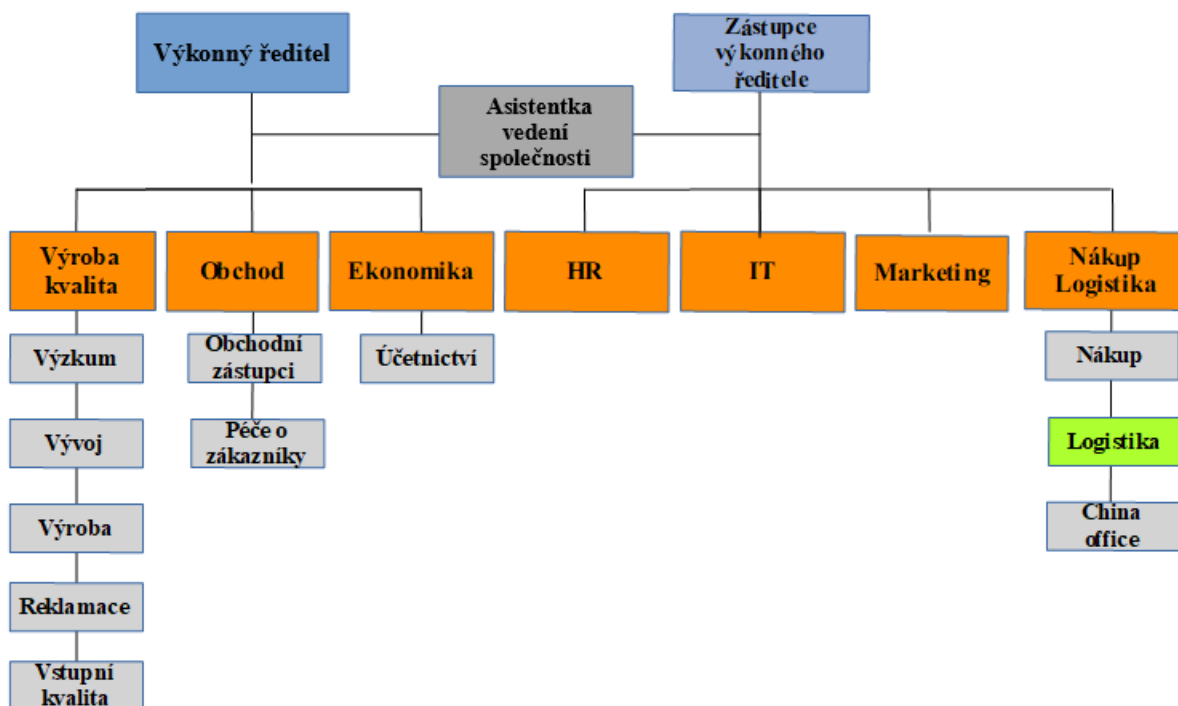 Výkonný ředitel
Zástupce
výkonného
ředitele
Asistentka
vedení
společnosti
Výroba
kvalita
Obchod
Ekonomika
HR
IT
Marketing
Nákup
Logistika
Výzkum
Obchodní
zástupci
Účetnictví
Nákup
Vývoj
Péče o
zákazníky
Logistika
Výroba
China
office
Reklamace
Vstupní
kvalita